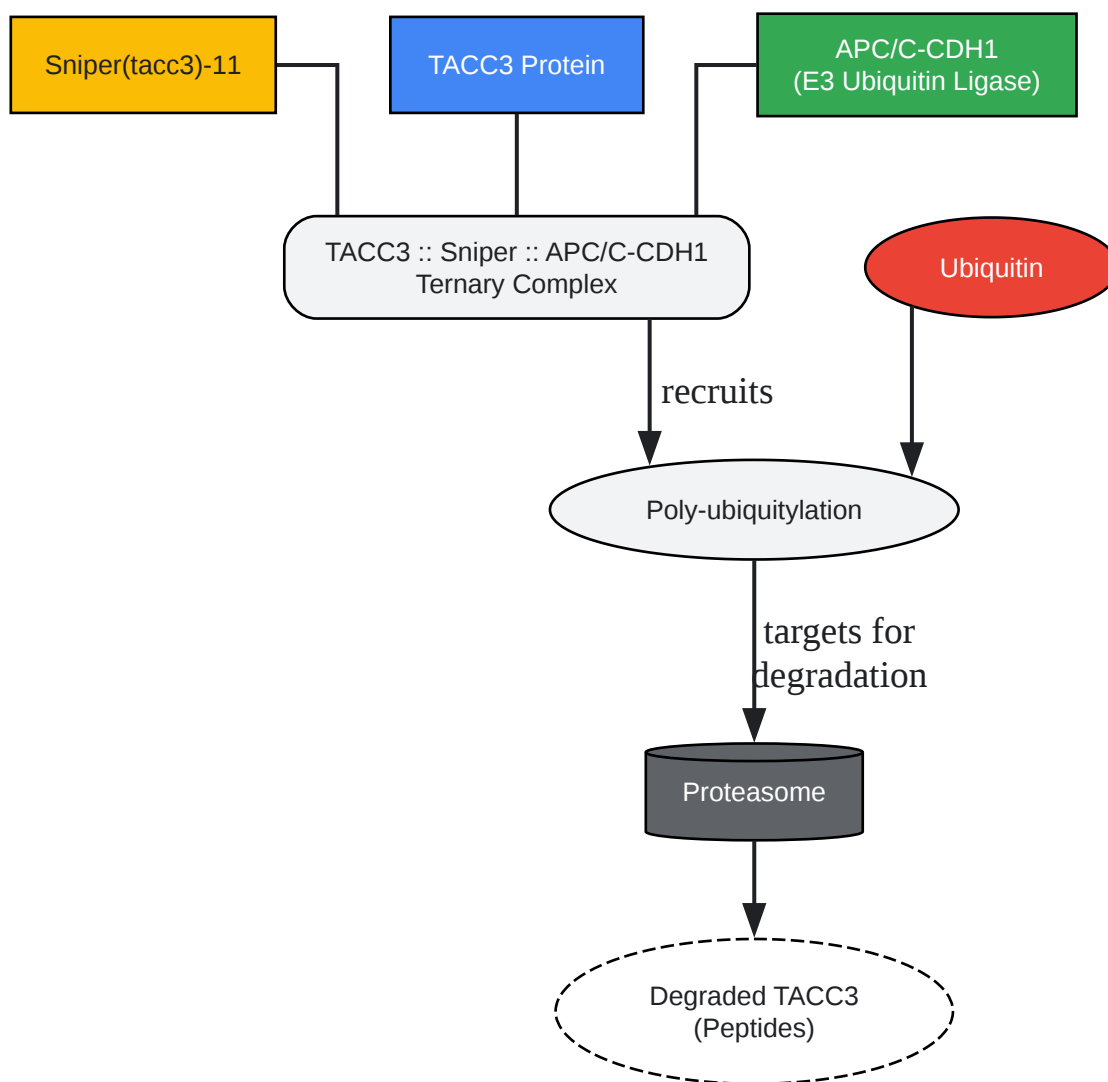 Sniper(tacc3)-11
TACC3 Protein
APC/C-CDH1
(E3 Ubiquitin Ligase)
TACC3 :: Sniper :: APC/C-CDH1
Ternary Complex
Ubiquitin
recruits
Poly-ubiquitylation
targets for
degradation
Proteasome
Degraded TACC3
(Peptides)